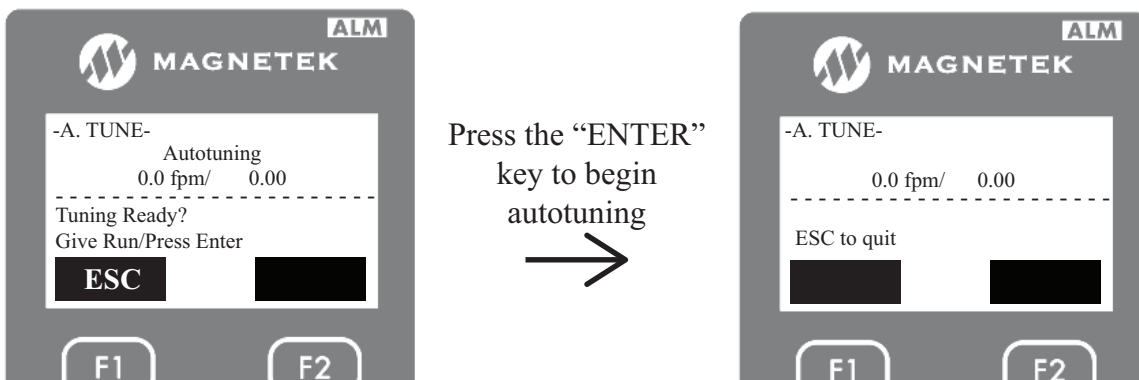 ALM
MAGNETEK
-A. TUNE-
Autotuning
0.0 fpm/ 0.00
Tuning Ready?
Give Run/Press Enter
ESC
F1 F2
Press the “ENTER”
key to begin
autotuning
ALM
MAGNETEK
-A. TUNE-
0.0 fpm/ 0.00
ESC to quit
F1 F2